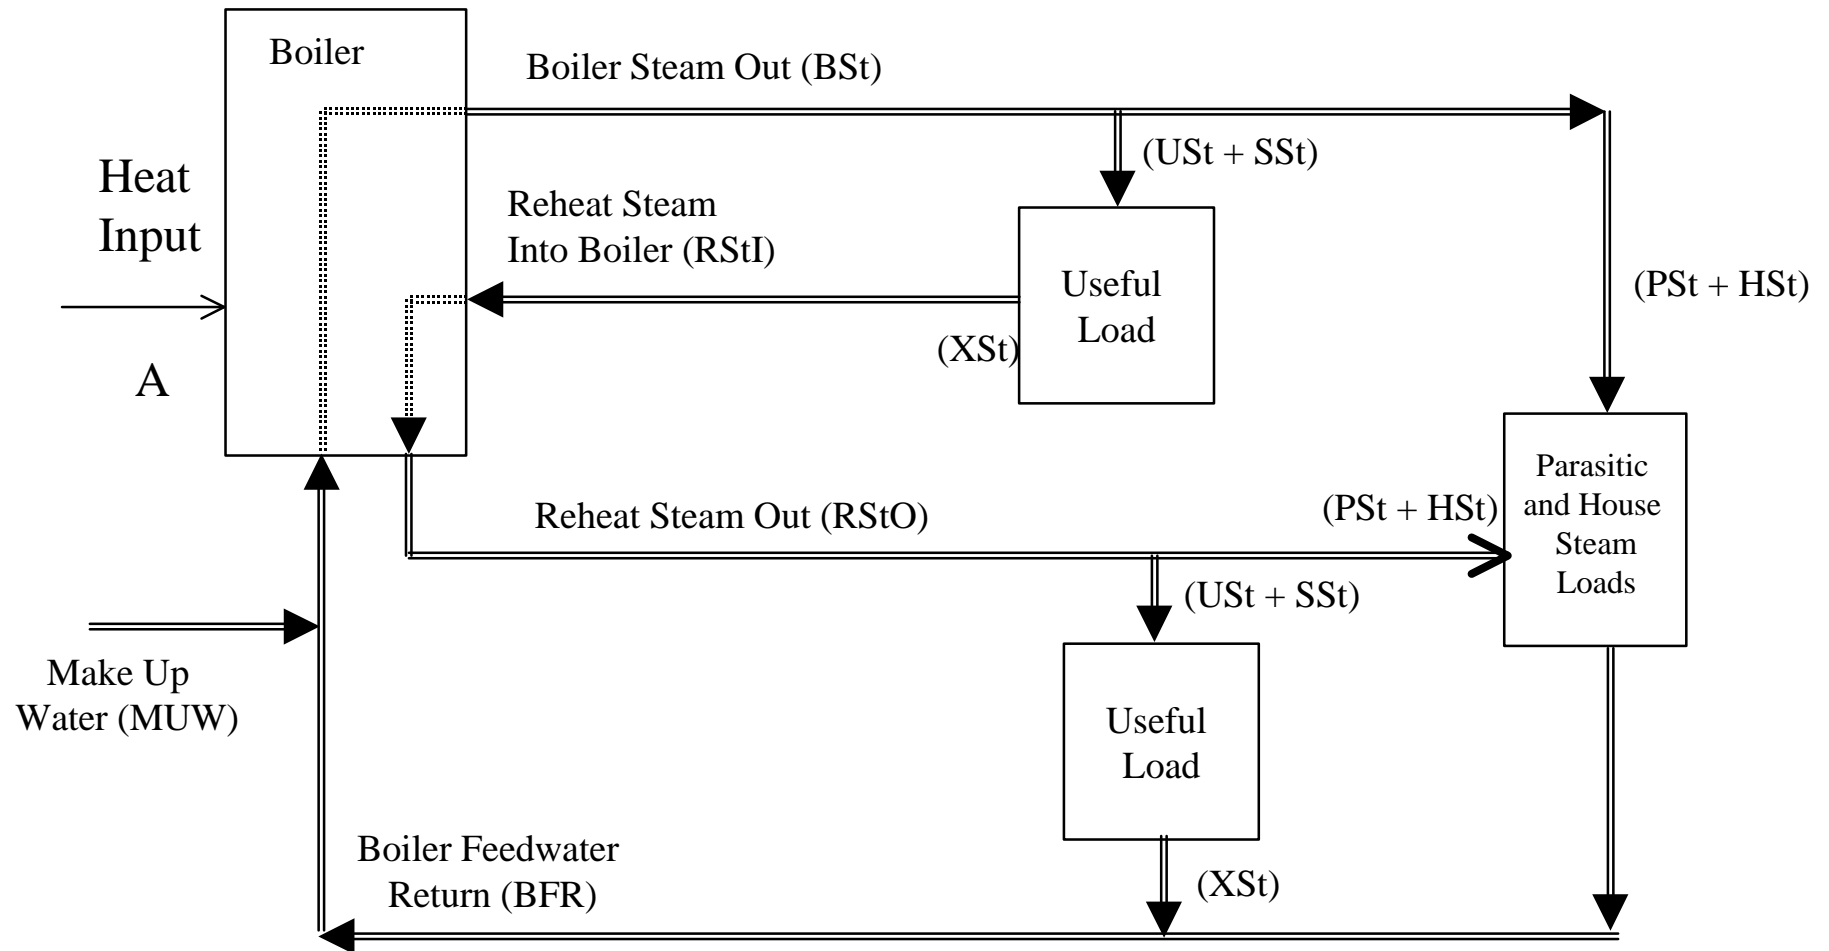 Boiler
Boiler Steam Out (BSt)
(USt + SSt)
Heat
Input
Reheat Steam
Into Boiler (RStI)
Useful
Load
(PSt + HSt)
(XSt)
A
Parasitic
and House
Steam
Loads
Reheat Steam Out (RStO)
(PSt + HSt)
(USt + SSt)
Make Up
Water (MUW)
Useful
Load
Boiler Feedwater
Return (BFR)
(XSt)